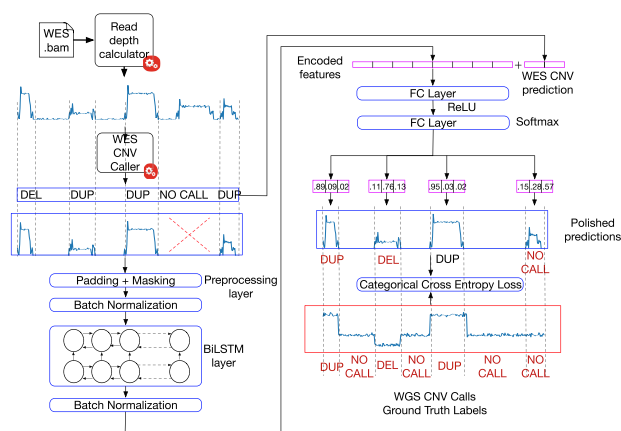 WES
.bam
Read
depth
calculator
WES
CNV
Caller
DEL DUP DUP NO CALL DUP
Padding + Masking
Preprocessing
layer
Batch Normalization
BiLSTM
layer
Batch Normalization
Encoded
features
+
WES CNV
prediction
FC Layer
ReLU
FC Layer
Softmax
.89 .09 .02 .11 .76 .13 .95 .03 .02 .15 .28 .57
Polished
predictions
DUP DEL DUP NO
CALL
Categorical Cross Entropy Loss
DUP NO
CALL DEL NO
CALL DUP NO
CALL NO
CALL
WGS CNV Calls
Ground Truth Labels